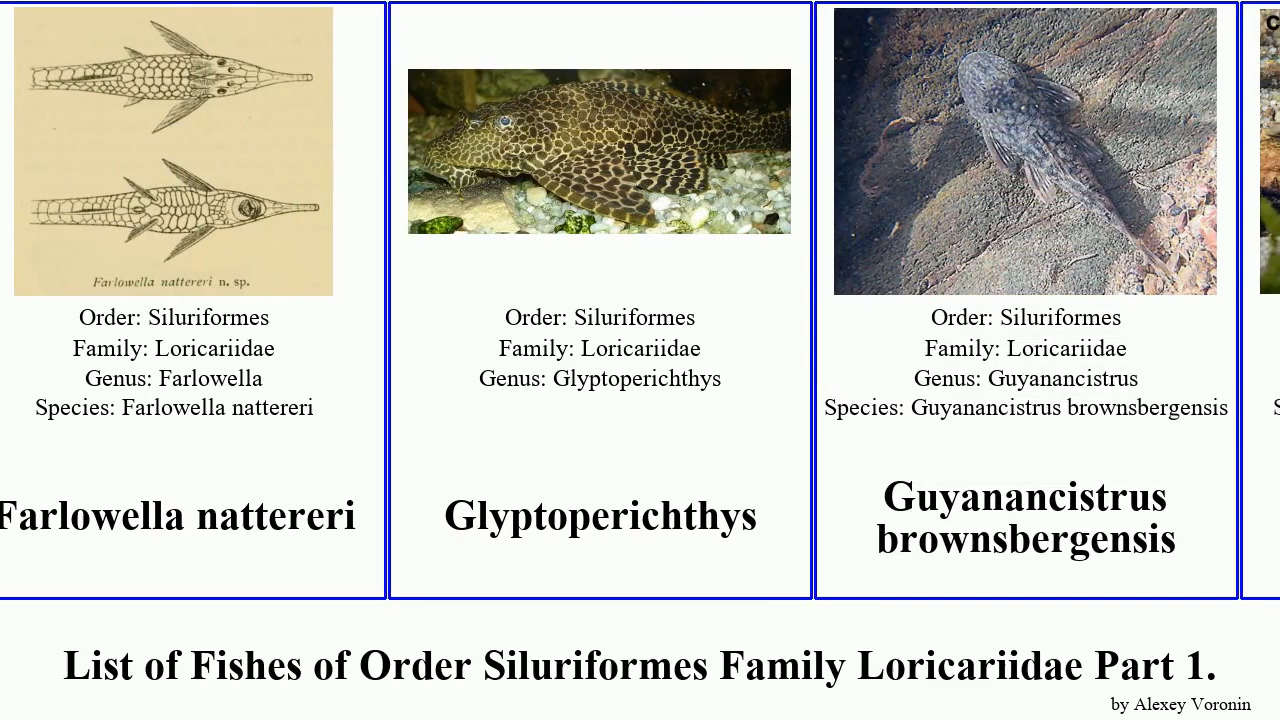 Farlowella nattereri n. sp.
Order: Siluriformes
Family: Loricariidae
Genus: Farlowella
Species: Farlowella nattereri
Farlowella nattereri
Order: Siluriformes
Family: Loricariidae
Genus: Glyptoperichthys
Glyptoperichthys
Order: Siluriformes
Family: Loricariidae
Genus: Guyanancistrus
Species: Guyanancistrus brownsbergensis
Guyanancistrus
brownsbergensis
List of Fishes of Order Siluriformes Family Loricariidae Part 1.
by Alexey Voronin